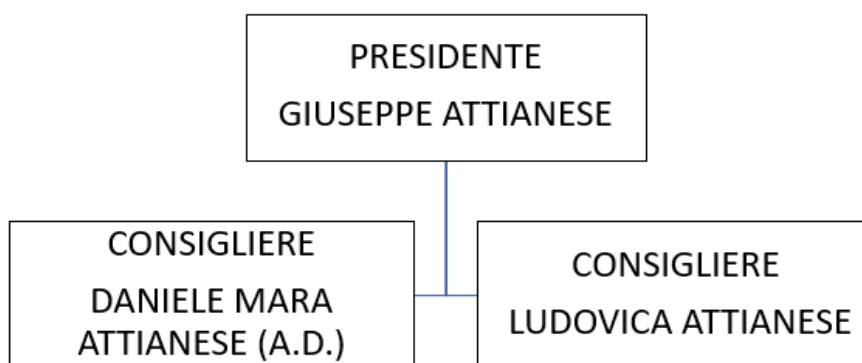 PRESIDENTE
GIUSEPPE ATTIANESE
CONSIGLIERE
DANIELE MARA
ATTIANESE (A.D.)
CONSIGLIERE
LUDOVICA ATTIANESE